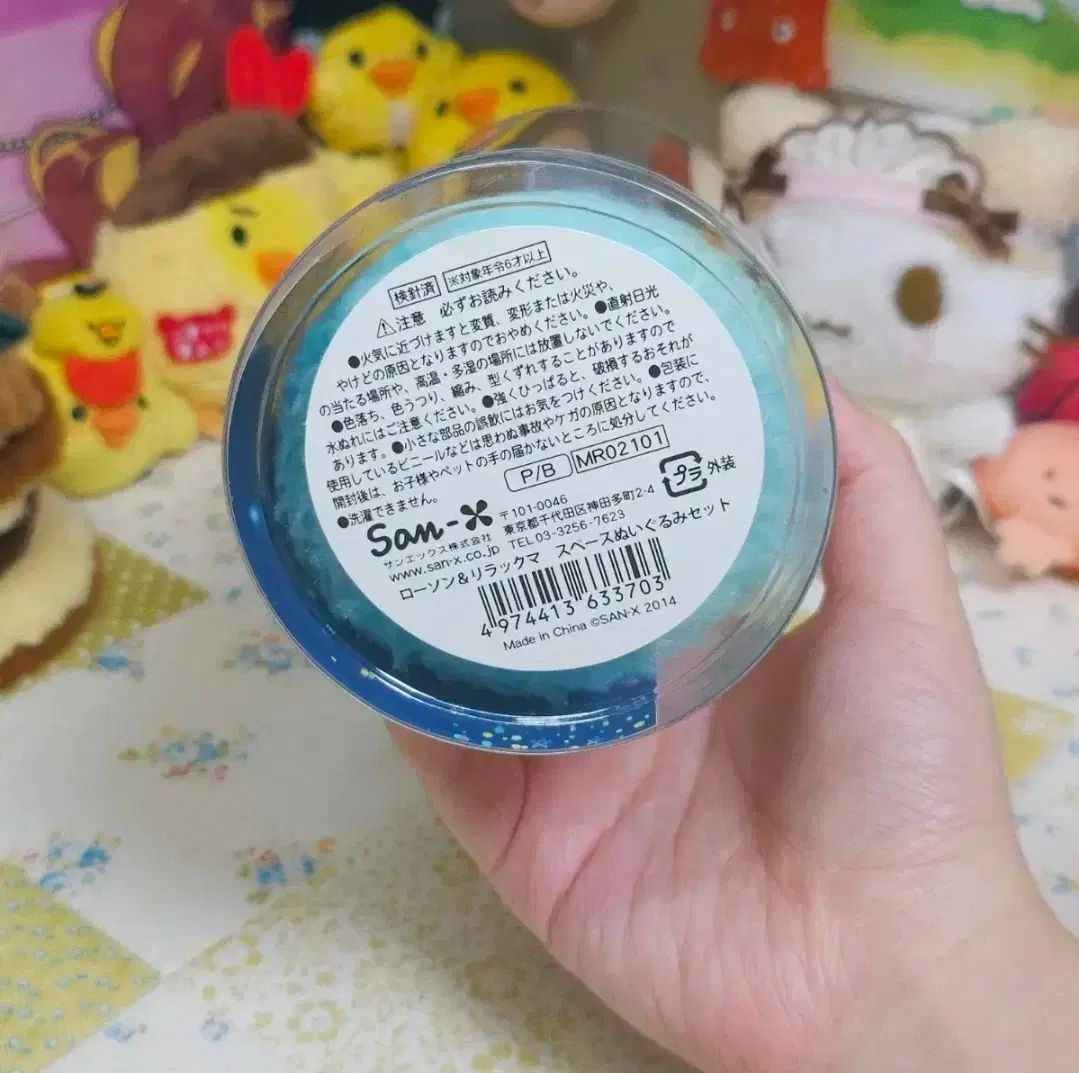 検針済 ※対象年令6才以上
⚠注意 必ずお読みください。
●火気に近づけますと変質、変形または火災や、
やけどの原因となりますのでおやめください。●直射日光
の当たる場所や、高温・多湿の場所には放置しないでください。
●色落ち、色うつり、縮み、型くずれすることがありますので
水ぬれにはご注意ください。●強くひっぱると、破損するおそれが
あります。●小さな部品の誤飲にはお気をつけください。●包装に
使用しているビニールなどは思わぬ事故やケガの原因となりますので、
開封後は、お子様やペットの手の届かないところに処分してください。
●洗濯できません。
P/B MR02101
プラ 外装
San-X
サンエックス株式会社
〒101-0046
東京都千代田区神田多町2-4
www.san-x.co.jp TEL 03-3256-7623
ローソン&リラックマ スペースぬいぐるみセット
4 974413 633703
Made in China ©SAN-X 2014